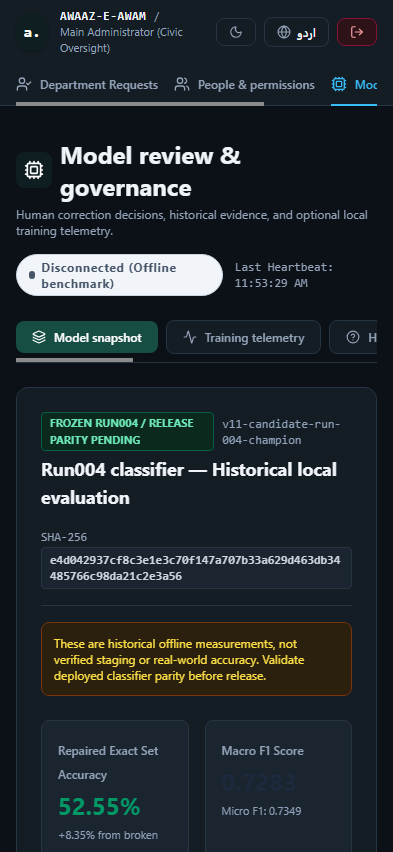 a.
AWAAZ-E-AWAM /
Main Administrator (Civic
Oversight)
اردو
Department Requests
People & permissions
Moc
Model review &
governance
Human correction decisions, historical evidence, and optional local
training telemetry.
Disconnected (Offline
benchmark)
Last Heartbeat:
11:53:29 AM
Model snapshot
Training telemetry
H
FROZEN RUN004 / RELEASE
PARITY PENDING
v11-candidate-run-
004-champion
Run004 classifier — Historical local
evaluation
SHA-256
e4d042937cf8c3e1e3c70f147a707b33a629d463db34
485766c98da21c2e3a56
These are historical offline measurements, not
verified staging or real-world accuracy. Validate
deployed classifier parity before release.
Repaired Exact Set
Accuracy
52.55%
+8.35% from broken
Macro F1 Score
0.7283
Micro F1: 0.7349